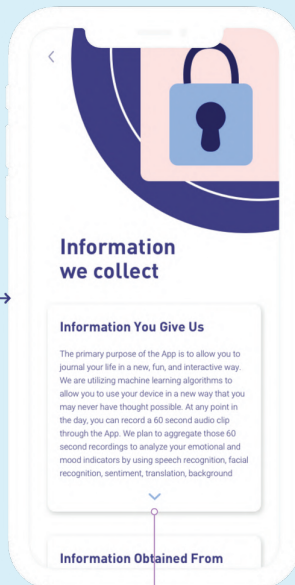 Information
we collect
Information You Give Us
The primary purpose of the App is to allow you to
journal your life in a new, fun, and interactive way.
We are utilizing machine learning algorithms to
allow you to use your device in a new way that you
may never have thought possible. At any point in
the day, you can record a 60 second audio clip
through the App. We plan to aggregate those 60
second recordings to analyze your emotional and
mood indicators by using speech recognition, facial
recognition, sentiment, translation, background
Information Obtained From